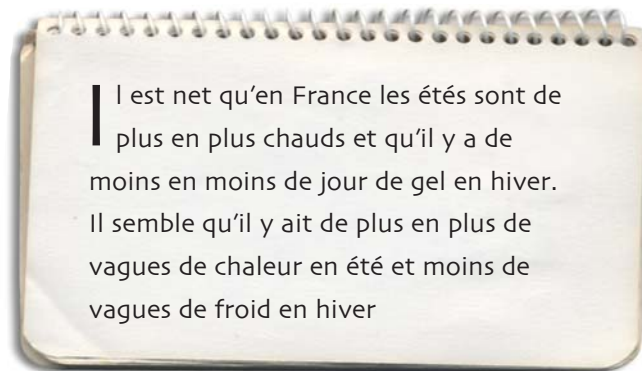 Il est net qu'en France les étés sont de
plus en plus chauds et qu'il y a de
moins en moins de jour de gel en hiver.
Il semble qu'il y ait de plus en plus de
vagues de chaleur en été et moins de
vagues de froid en hiver